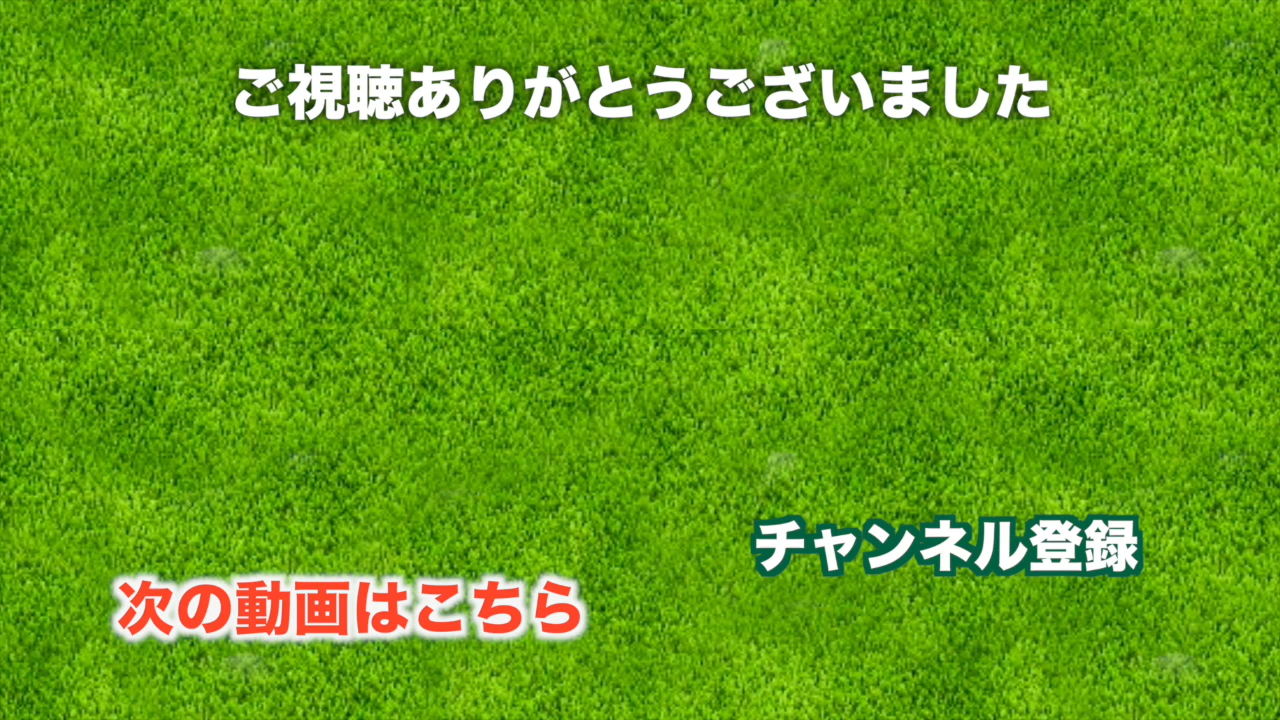 ご視聴ありがとうございました
チャンネル登録
次の動画はこちら